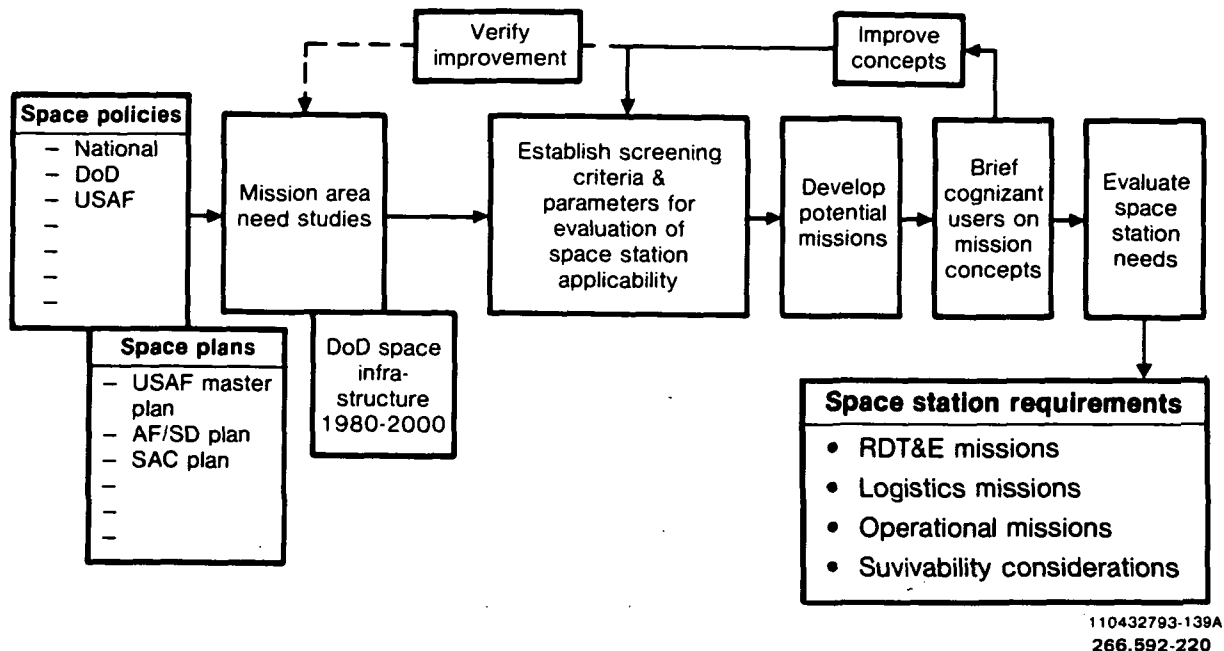 Verify
improvement
Improve
concepts
Space policies
– National
– DoD
– USAF
–
–
–
–
Mission area
need studies
Establish screening
criteria &
parameters for
evaluation of
space station
applicability
Develop
potential
missions
Brief
cognizant
users on
mission
concepts
Evaluate
space
station
needs
Space plans
– USAF master
plan
– AF/SD plan
– SAC plan
–
–
–
DoD space
infra-
structure
1980-2000
Space station requirements
• RDT&E missions
• Logistics missions
• Operational missions
• Suvivability considerations
110432793-139A
266.592-220